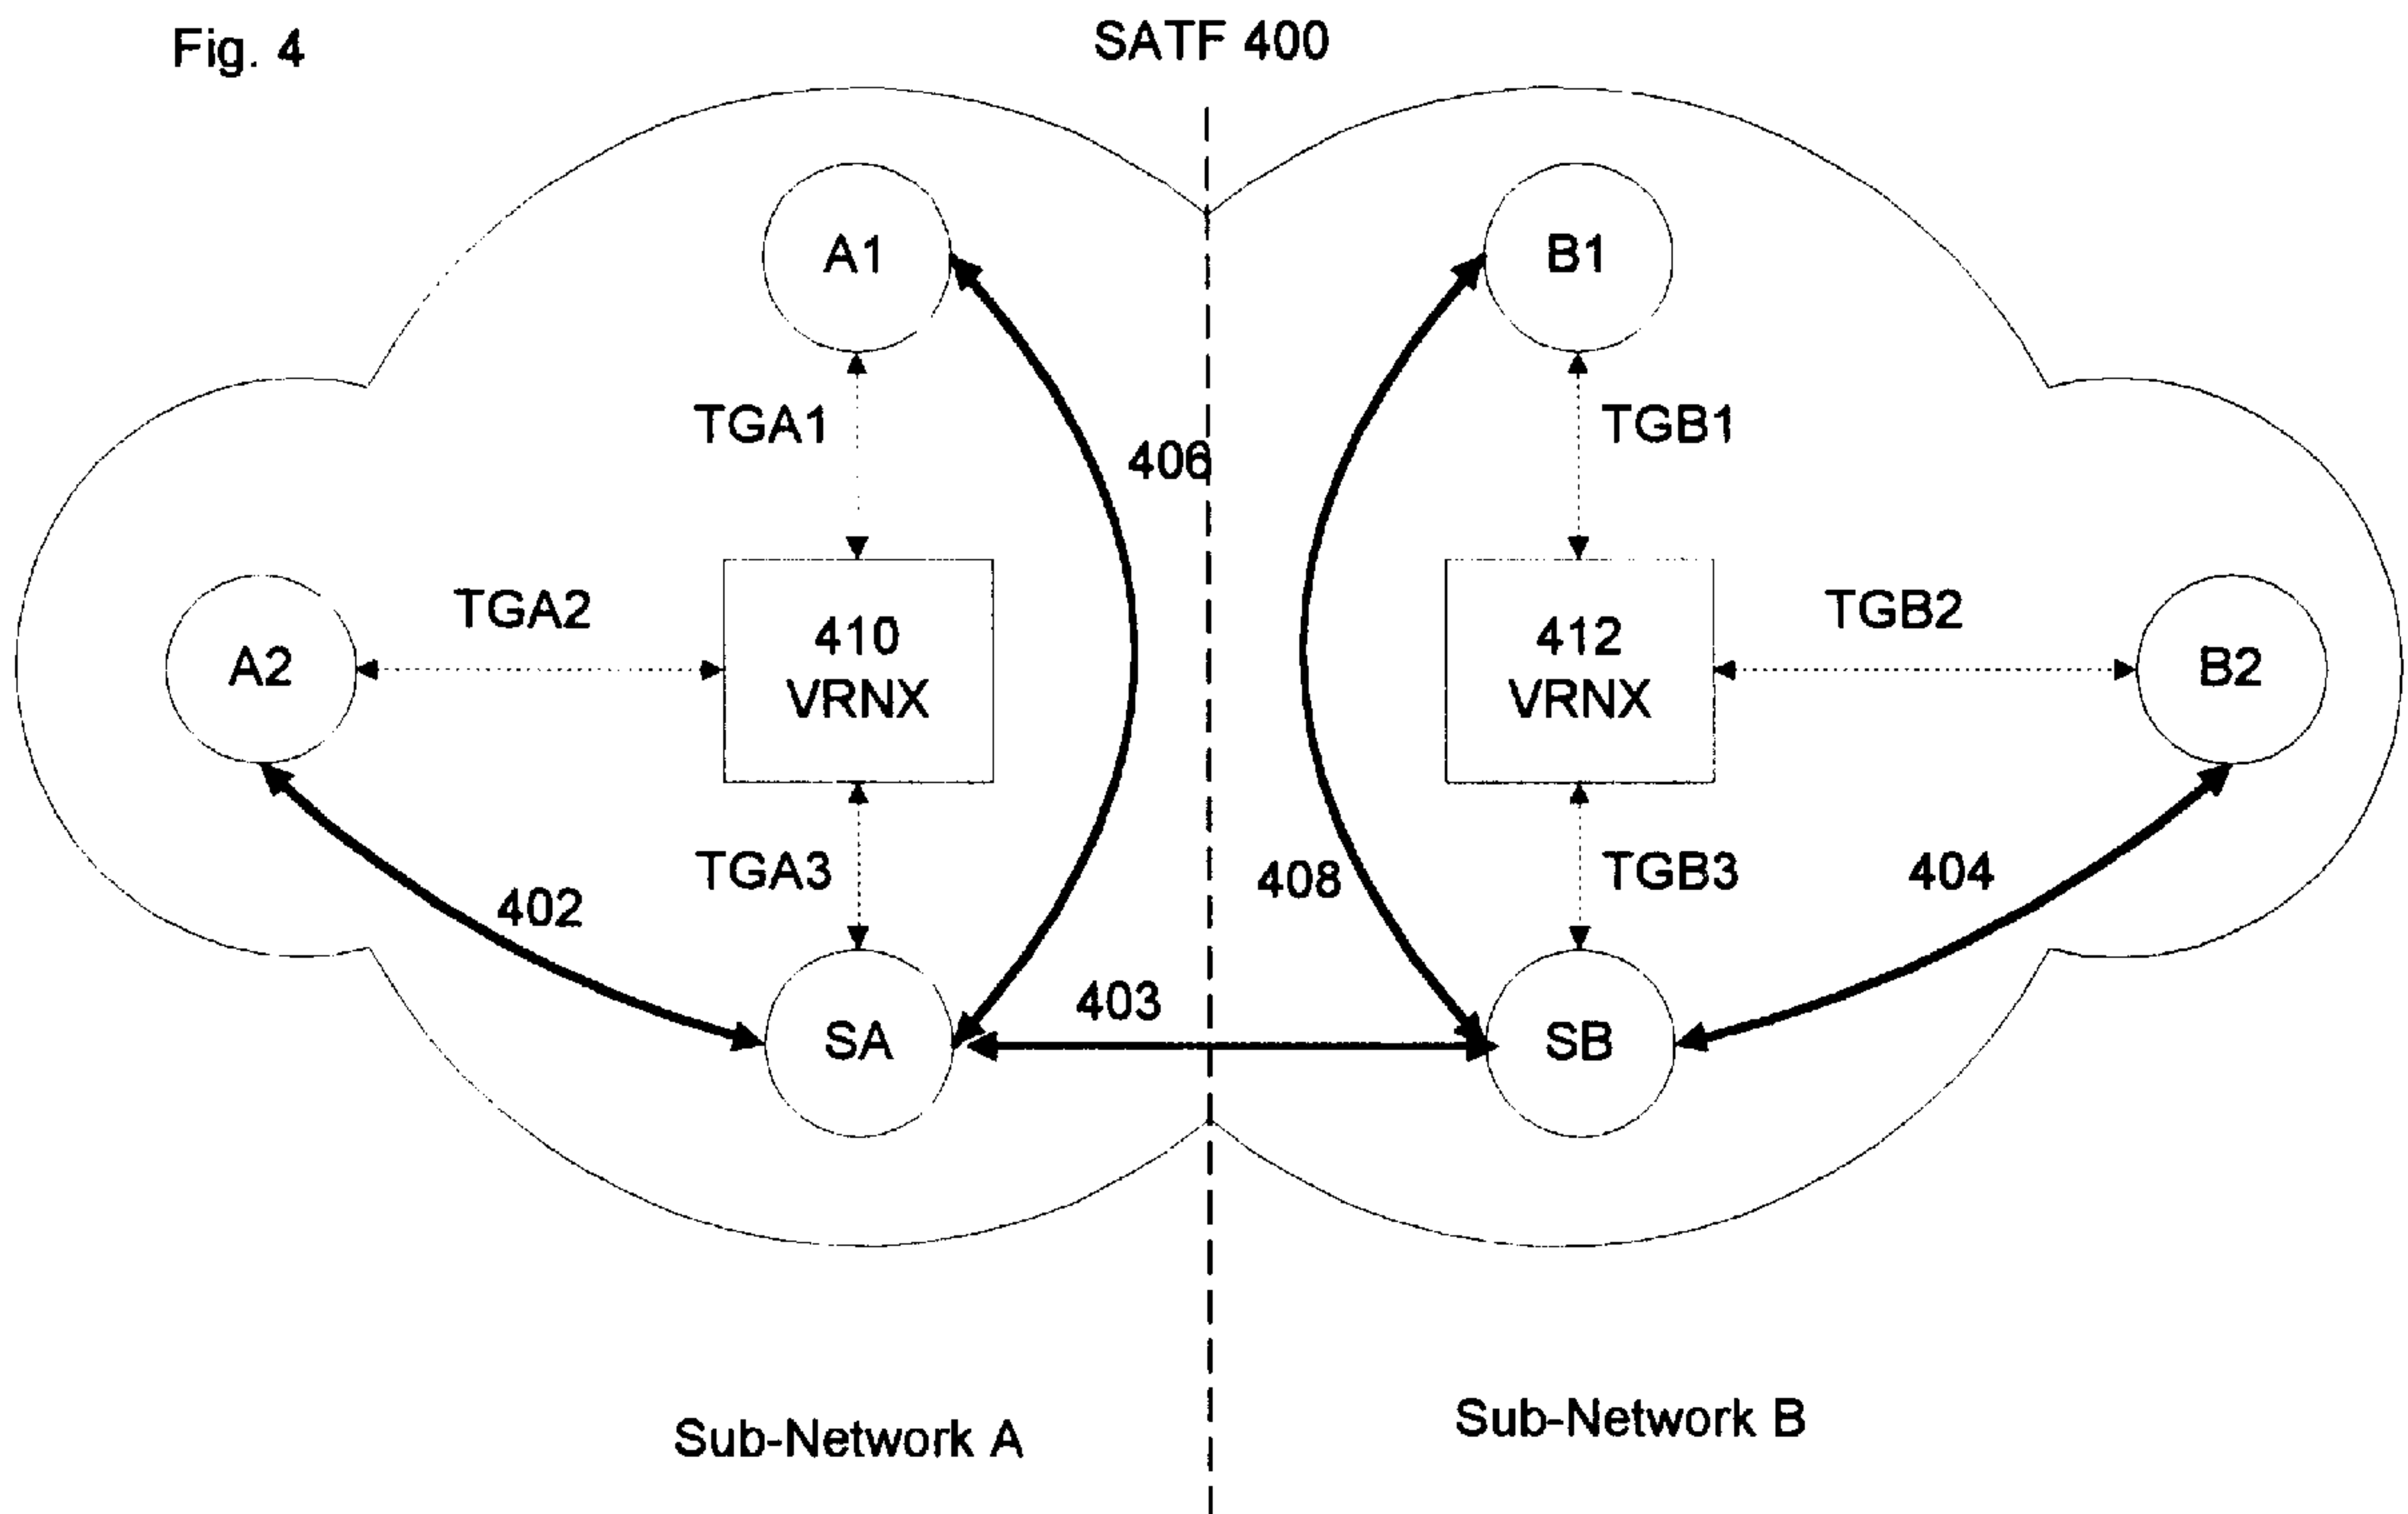 Fig. 4
SATF 400
A1
B1
TGA1
TGB1
406
TGA2
TGB2
A2
410
VRNX
412
VRNX
B2
TGA3
TGB3
408
404
402
403
SA
SB
Sub-Network A
Sub-Network B